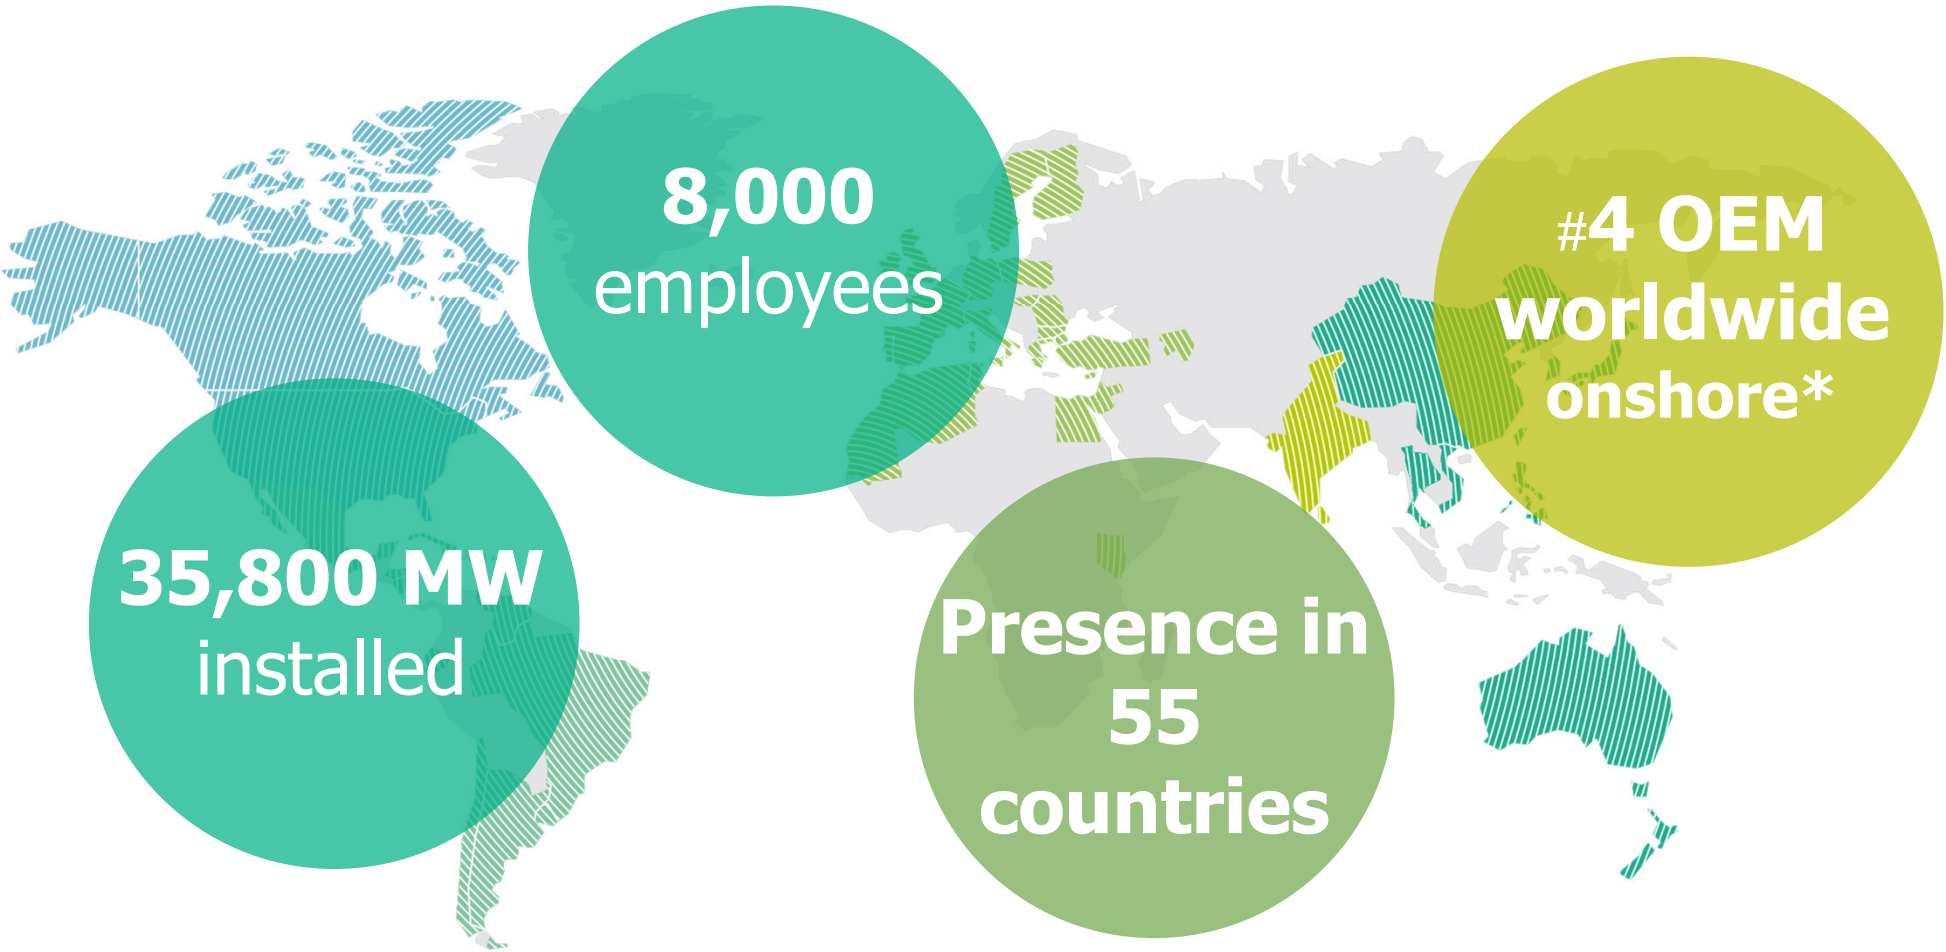 8,000
employees
#4 OEM
worldwide
onshore*
35,800 MW
installed
Presence in
55
countries